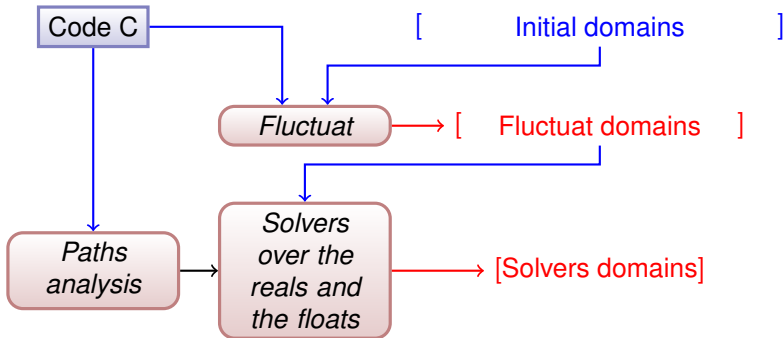 Code C
[ Initial domains ]
Fluctuat
[ Fluctuat domains ]
Paths
analysis
Solvers
over the
reals and
the floats
[Solvers domains]